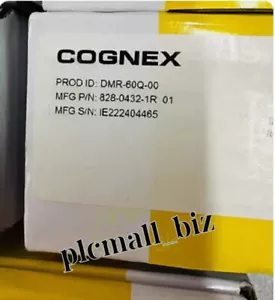 COGNEX
PROD ID: DMR-60Q-00
MFG P/N: 828-0432-1R 01
MFG S/N: IE222404465
plcmall_biz